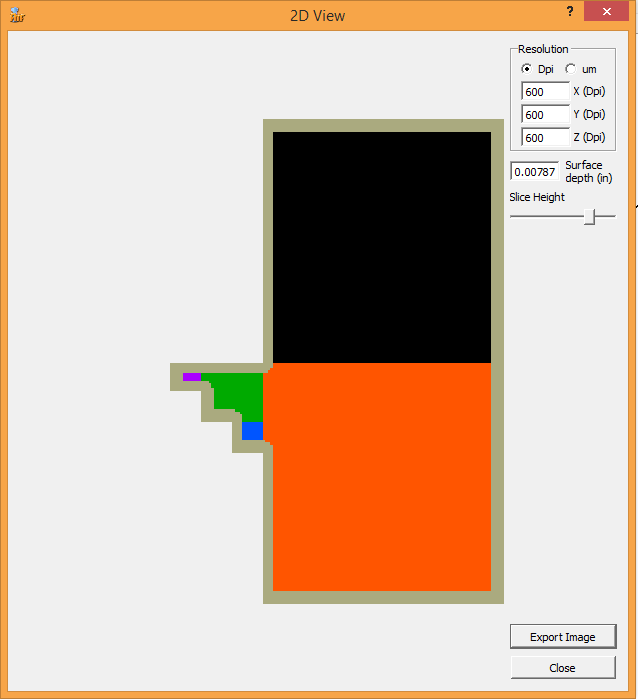 2D View
?
Resolution
Dpi um
600 X (Dpi)
600 Y (Dpi)
600 Z (Dpi)
0.00787 Surface
depth (in)
Slice Height
Export Image
Close